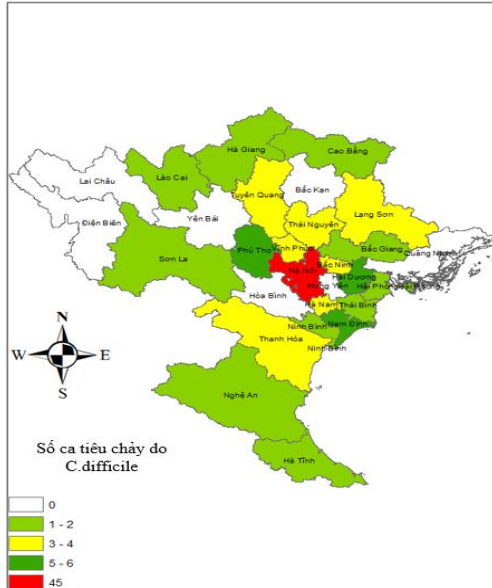 Hà Giang
Cao Bằng
Lai Châu
Lào Cai
Bắc Kạn
Tuyên Quang
Điện Biên
Yên Bái
Lạng Sơn
Thái Nguyên
Sơn La
Phú Thọ
Vĩnh Phúc
Bắc Giang
Quảng Ninh
Bắc Ninh
Hà Nội
Hải Dương
Hưng Yên
Hải Phòng
Hòa Bình
Hà Nam
Thái Bình
Ninh Bình
Nam Định
Thanh Hóa
Ninh Bình
Nghệ An
Hà Tĩnh
N
W E
S
Số ca tiêu chảy do
C.difficile
0
1 - 2
3 - 4
5 - 6
45